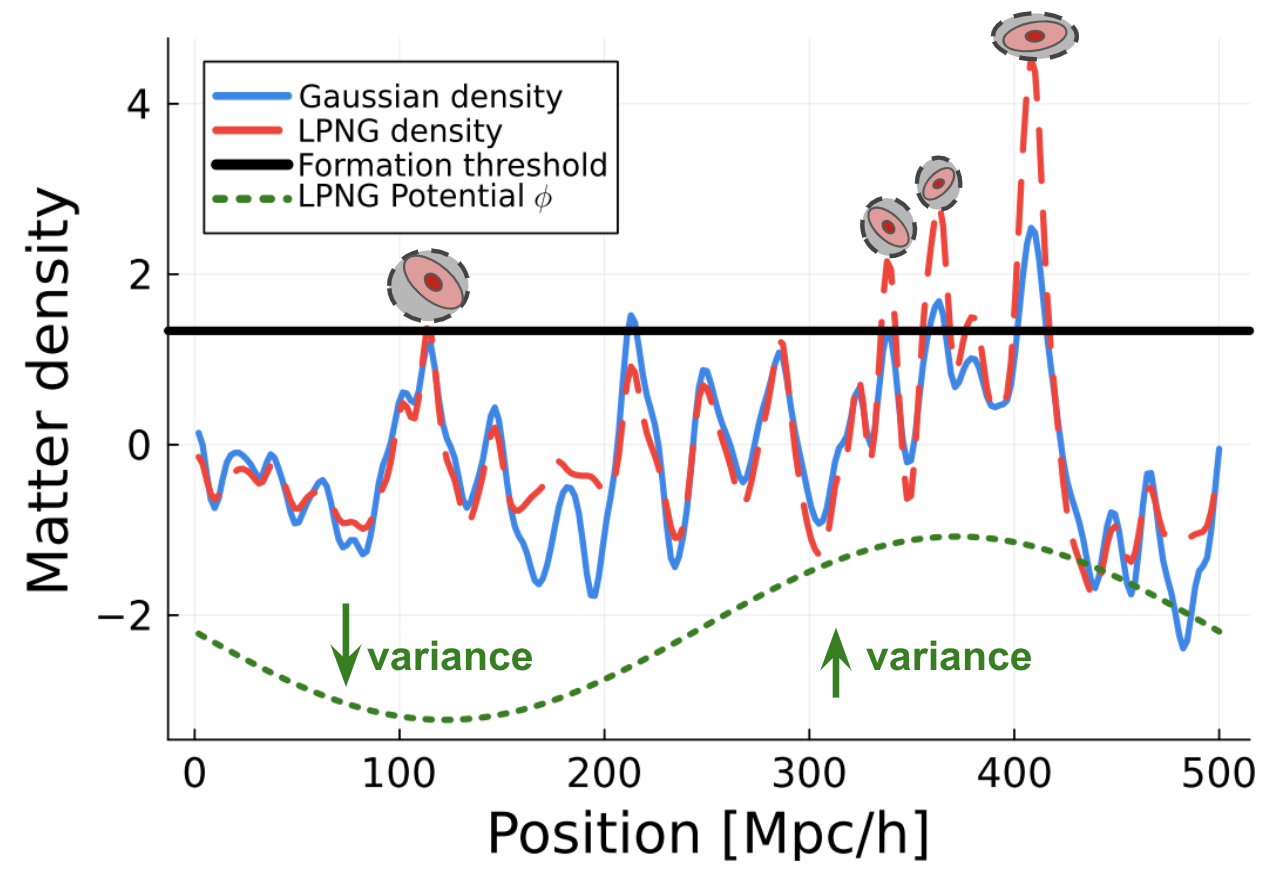 Gaussian density
LPNG density
Formation threshold
LPNG Potential ϕ
Matter density
4
2
0
−2
variance
variance
0 100 200 300 400 500
Position [Mpc/h]